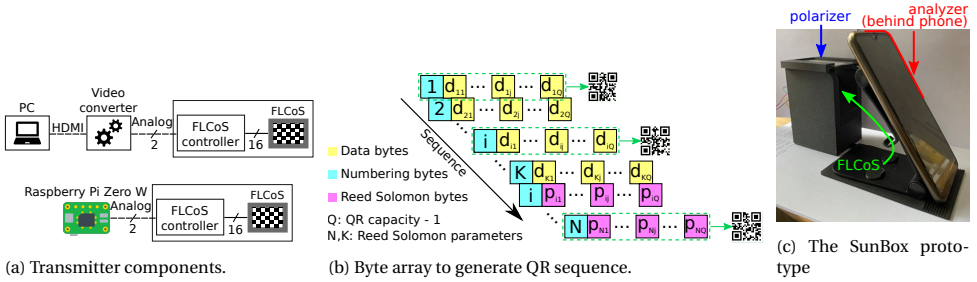 PC
Video
converter
HDMI
Analog
2
FLCoS
controller
16
FLCoS
Raspberry Pi Zero W
Analog
2
FLCoS
controller
16
FLCoS
(a) Transmitter components.
1 d11 ··· d1j ··· d1Q
2 d21 ··· d2j ··· d2Q
i di1 ··· dij ··· diQ
K dK1 ··· dKj ··· dKQ
i pi1 ··· pij ··· piQ
N pN1 ··· pNj ··· pNQ
Sequence
Data bytes
Numbering bytes
Reed Solomon bytes
Q: QR capacity - 1
N,K: Reed Solomon parameters
(b) Byte array to generate QR sequence.
polarizer
analyzer
(behind phone)
FLCoS
(c) The SunBox proto-
type